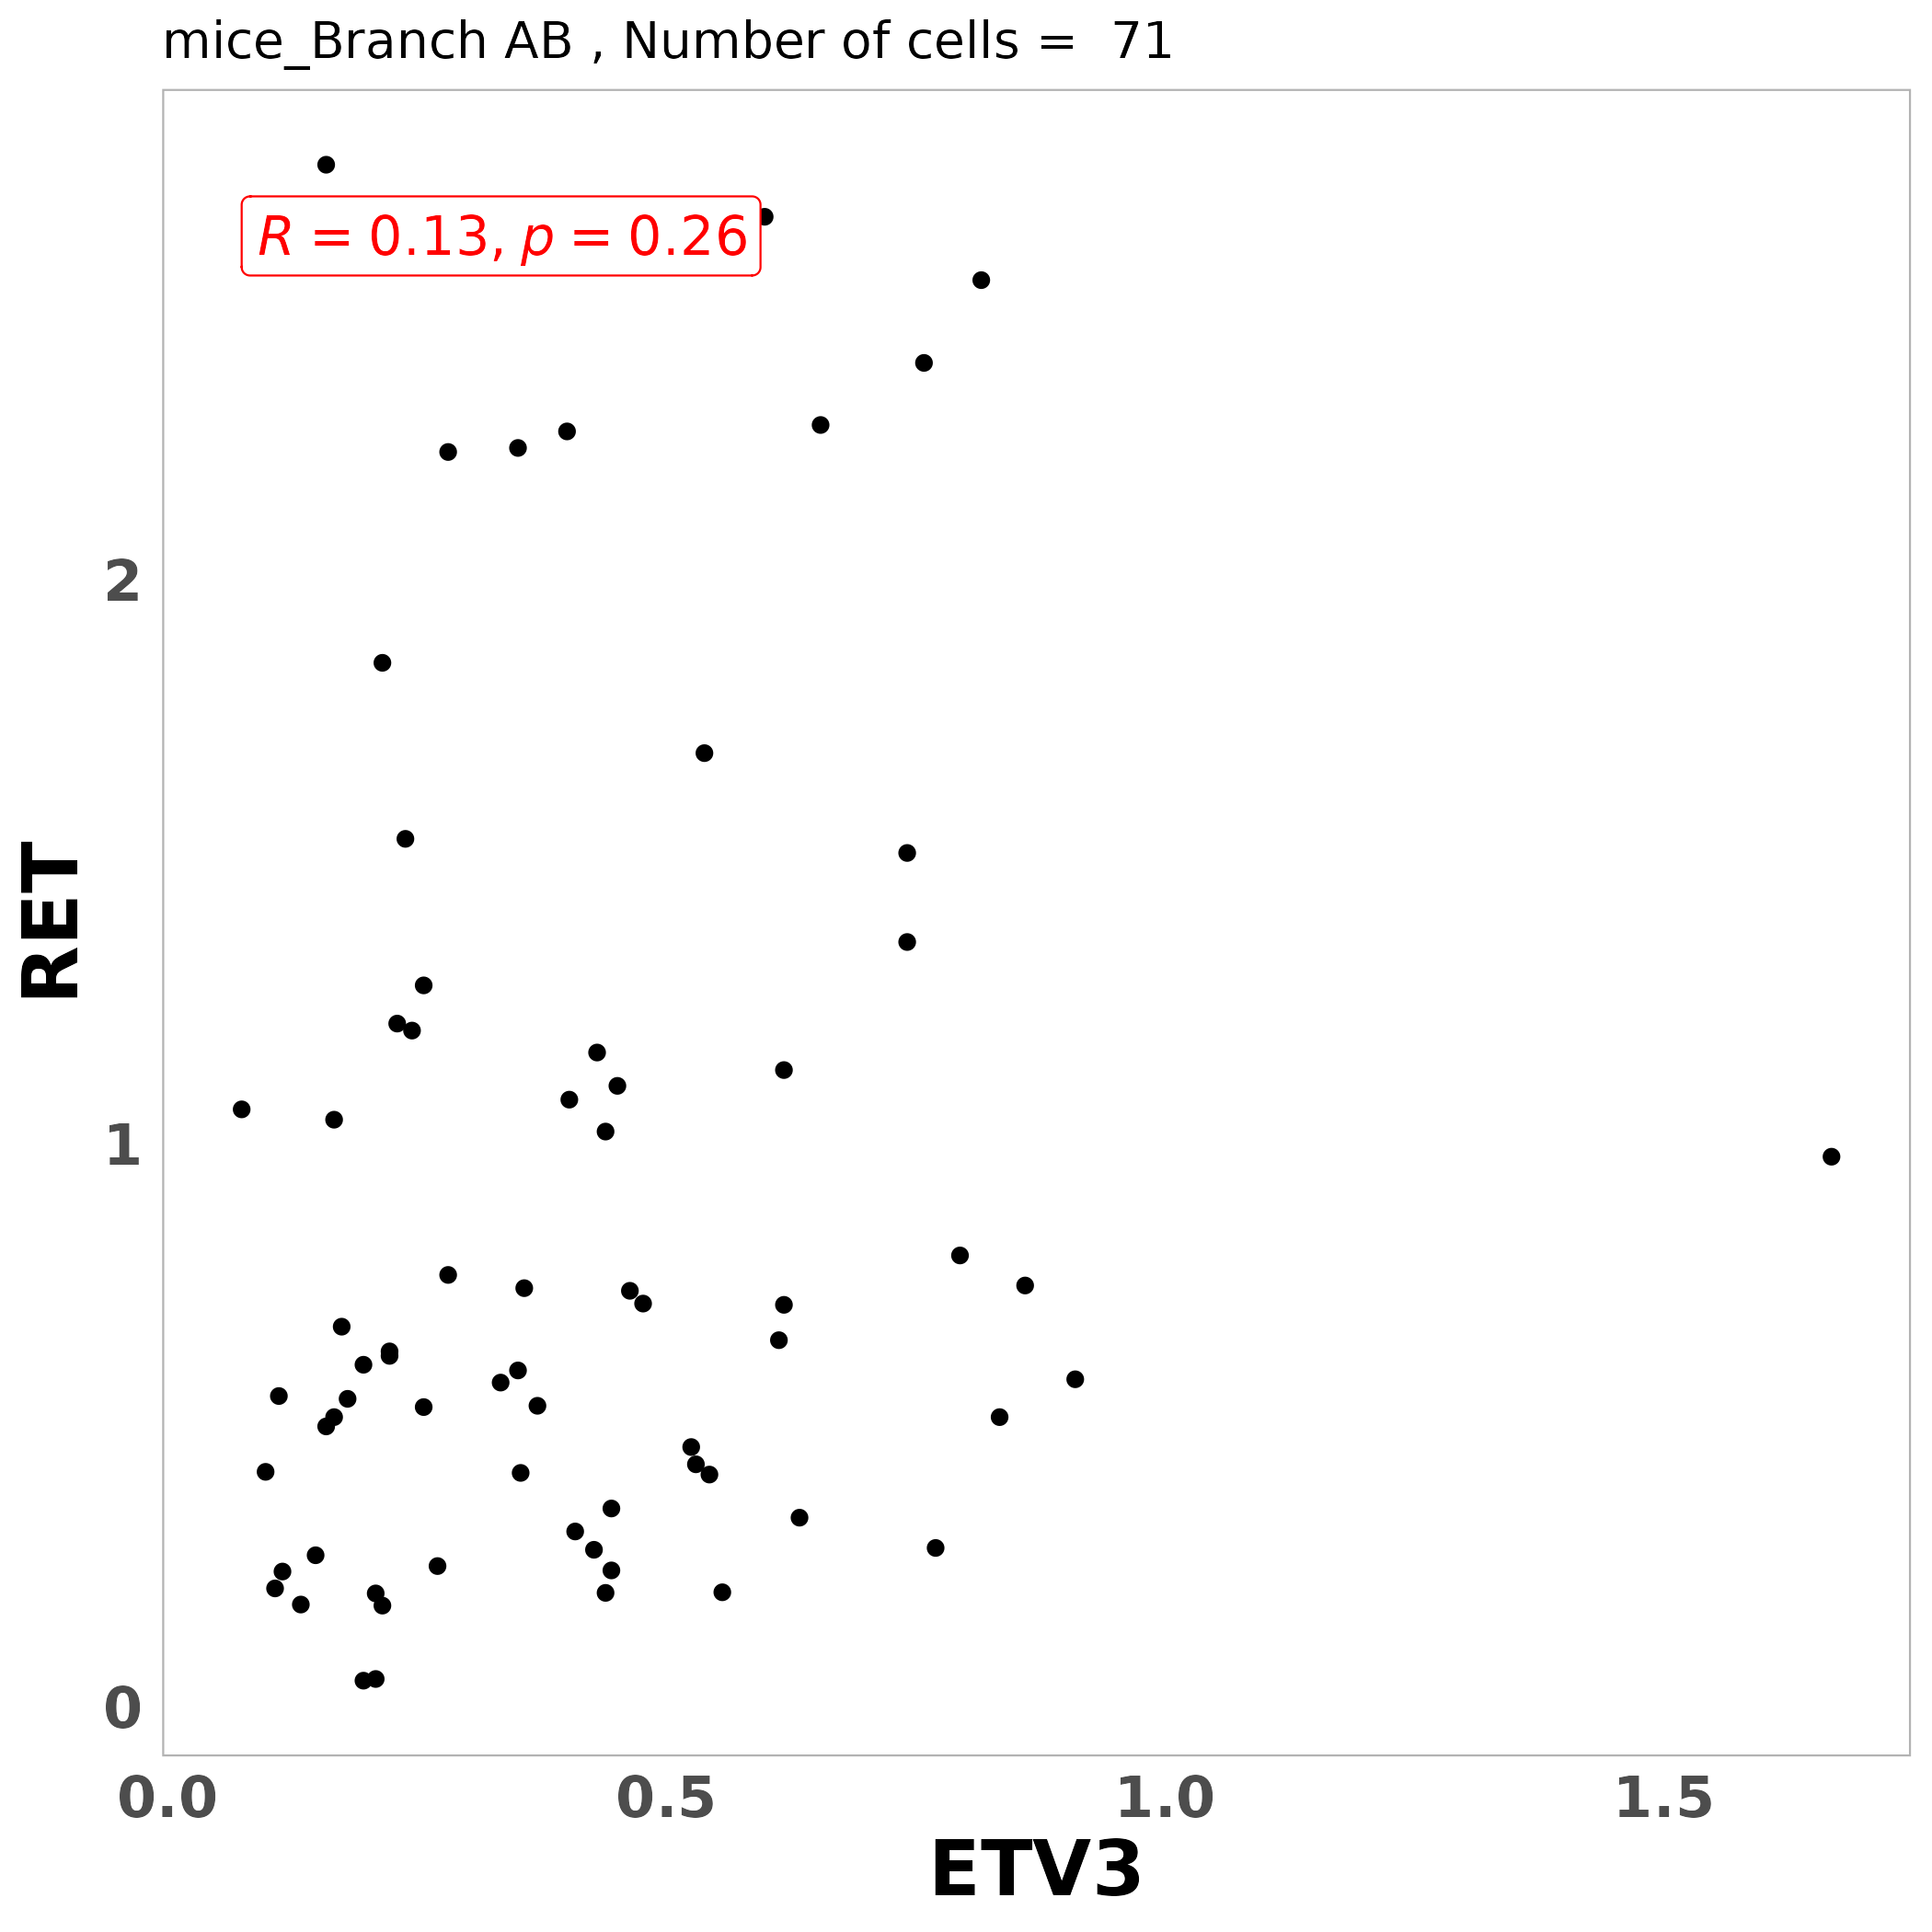 mice_Branch AB , Number of cells =  71
R = 0.13, p = 0.26
2
RET
1
0
0.0 0.5 1.0 1.5
ETV3